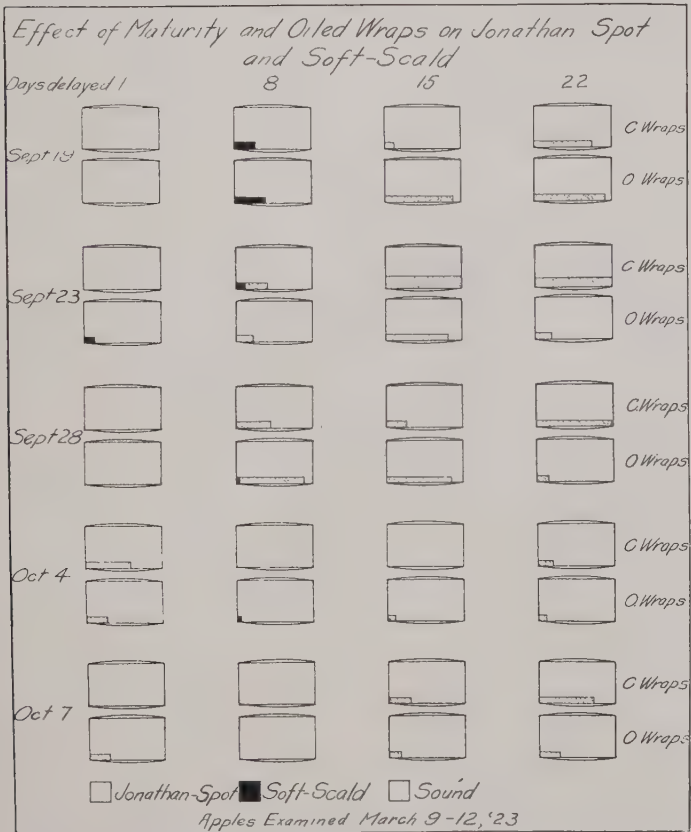 Effect of Maturity and Oiled Wraps on Jonathan Spot
and Soft-Scald
Days delayed 1 8 15 22
C Wraps
Sept 19
O Wraps
C Wraps
Sept 23
O Wraps
C. Wraps
Sept 28
O Wraps
C Wraps
Oct 4
O. Wraps
C Wraps
Oct 7
O Wraps
Jonathan-Spot Soft-Scald Sound
Apples Examined March 9-12, '23